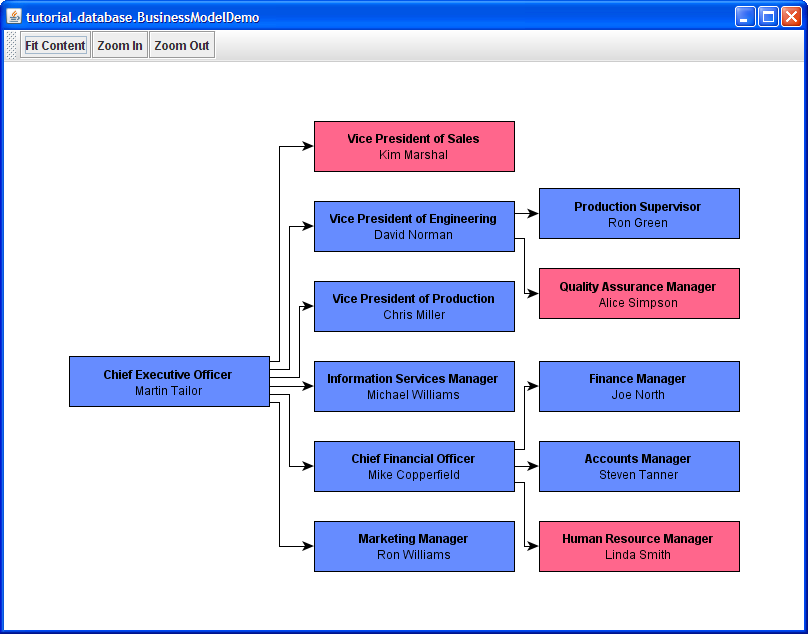 tutorial.database.BusinessModelDemo
Fit Content
Zoom In
Zoom Out
Vice President of Sales
Kim Marshal
Vice President of Engineering
David Norman
Production Supervisor
Ron Green
Quality Assurance Manager
Alice Simpson
Vice President of Production
Chris Miller
Chief Executive Officer
Martin Tailor
Information Services Manager
Michael Williams
Finance Manager
Joe North
Chief Financial Officer
Mike Copperfield
Accounts Manager
Steven Tanner
Marketing Manager
Ron Williams
Human Resource Manager
Linda Smith